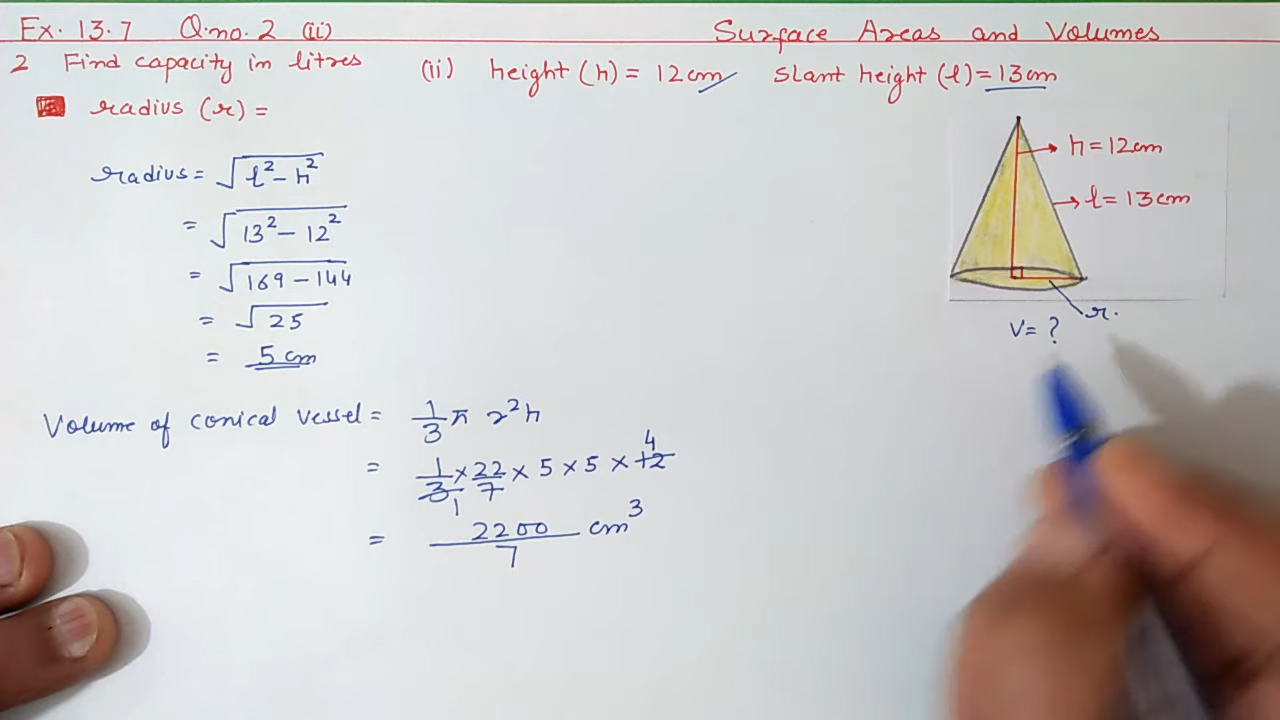 Ex. 13.7 Q.no. 2 (ii) Surface Areas and Volumes
2 Find capacity in litres (ii) height (h) = 12cm slant height (l) = 13cm
radius (r) =
h = 12cm
l = 13cm
r.
V = ?
radius = √l² - h²
= √13² - 12²
= √169 - 144
= √25
= 5 cm
Volume of conical vessel = 1/3 π r²h
4
= 1/3 × 22/7 × 5 × 5 × 12
1
= 2200/7 cm³